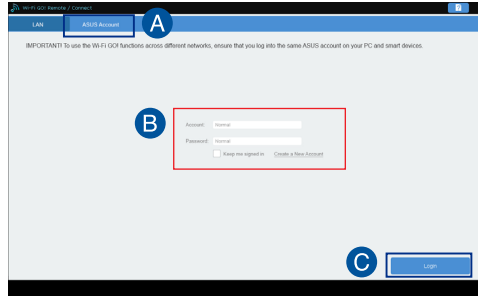 Wi-Fi GO! Remote / Connect
?
LAN
ASUS Account
A
IMPORTANT! To use the Wi-Fi GO! functions across different networks, ensure that you log into the same ASUS account on your PC and smart devices.
B
Account Normal
Password Normal
Keep me signed in Create a New Account
C
Login